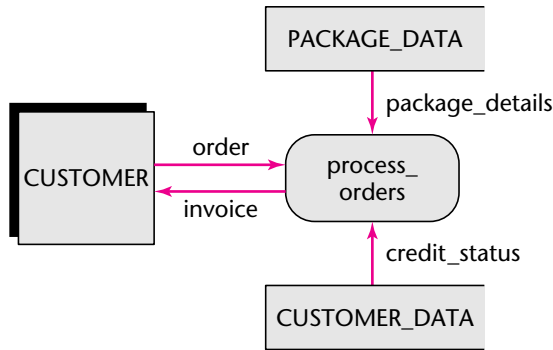 PACKAGE_DATA
package_details
order
CUSTOMER
process_
orders
invoice
credit_status
CUSTOMER_DATA